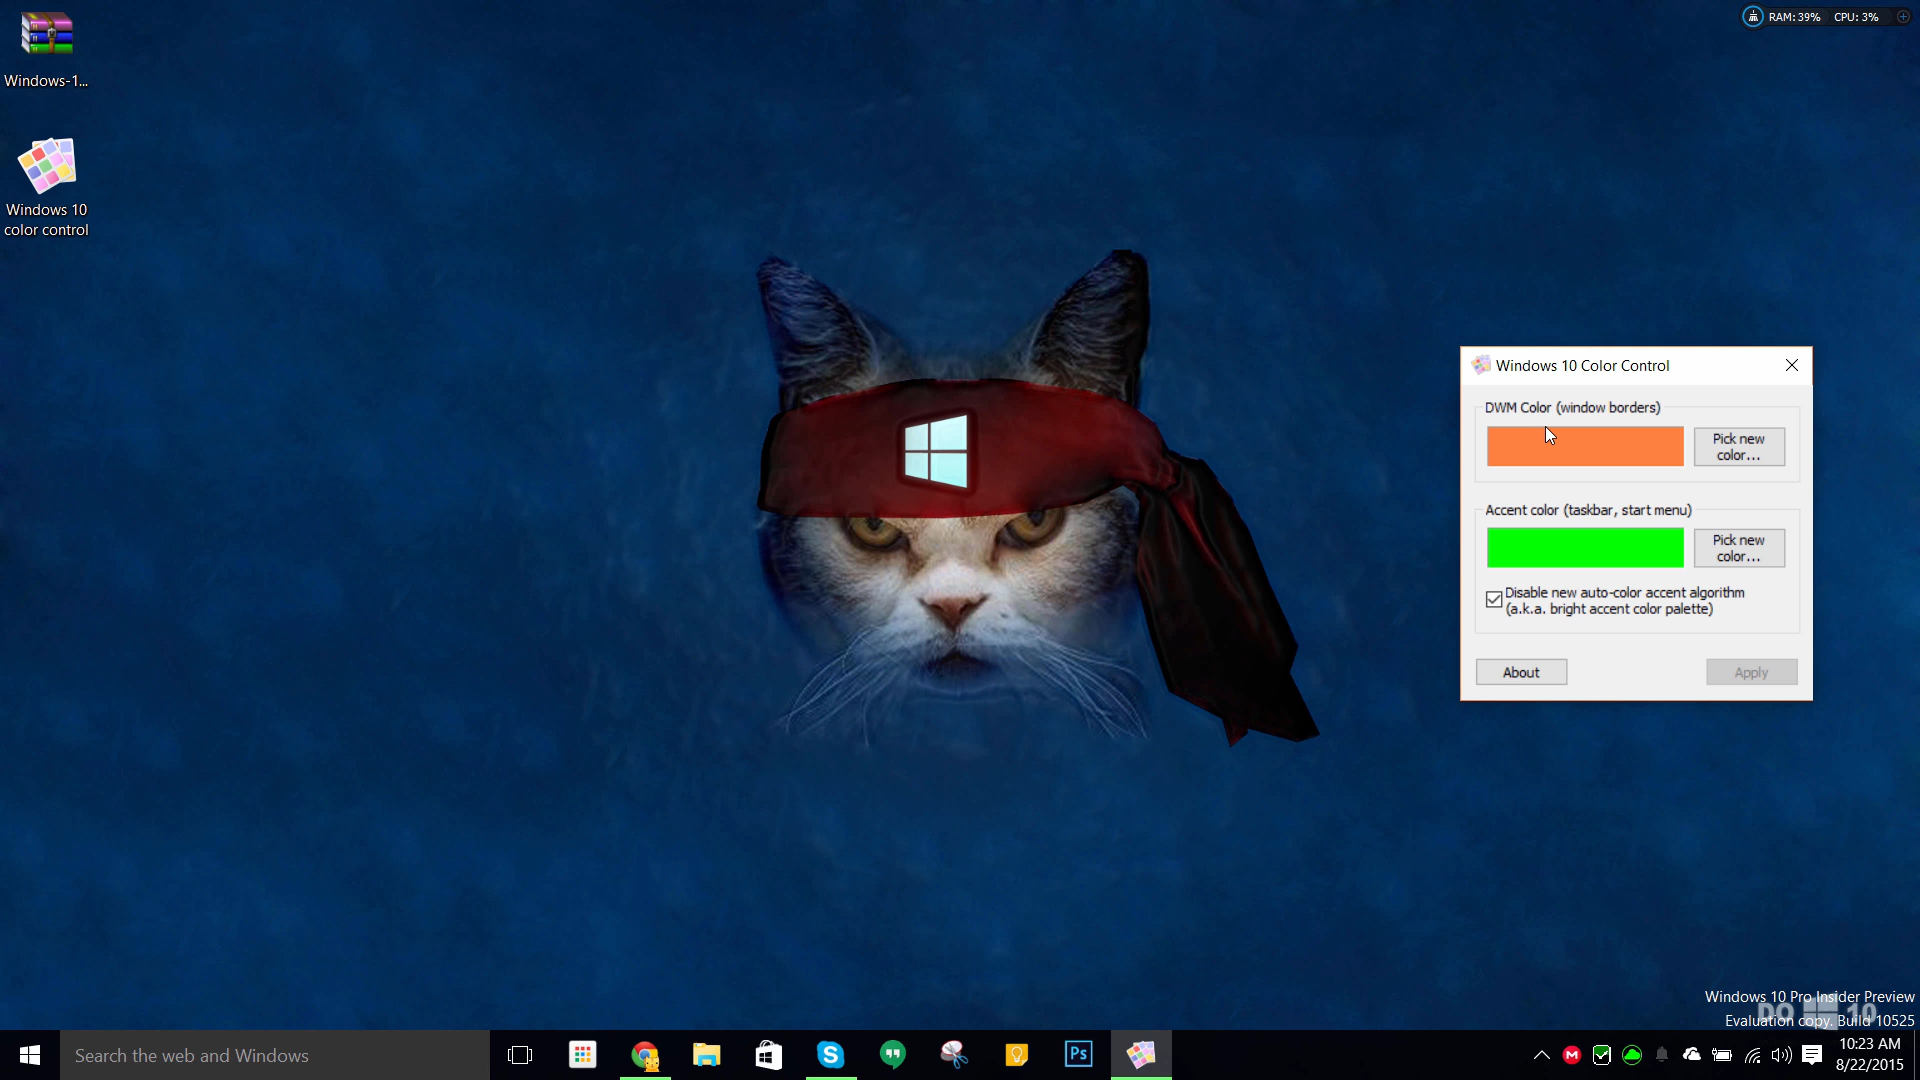 Windows-1...
Windows 10
color control
RAM: 39% CPU: 3%
Windows 10 Color Control
DWM Color (window borders)
Pick new
color...
Accent color (taskbar, start menu)
Pick new
color...
Disable new auto-color accent algorithm
(a.k.a. bright accent color palette)
About
Apply
Windows 10 Pro Insider Preview
DO 10
Evaluation copy. Build 10525
Search the web and Windows
Ps
M
10:23 AM
8/22/2015